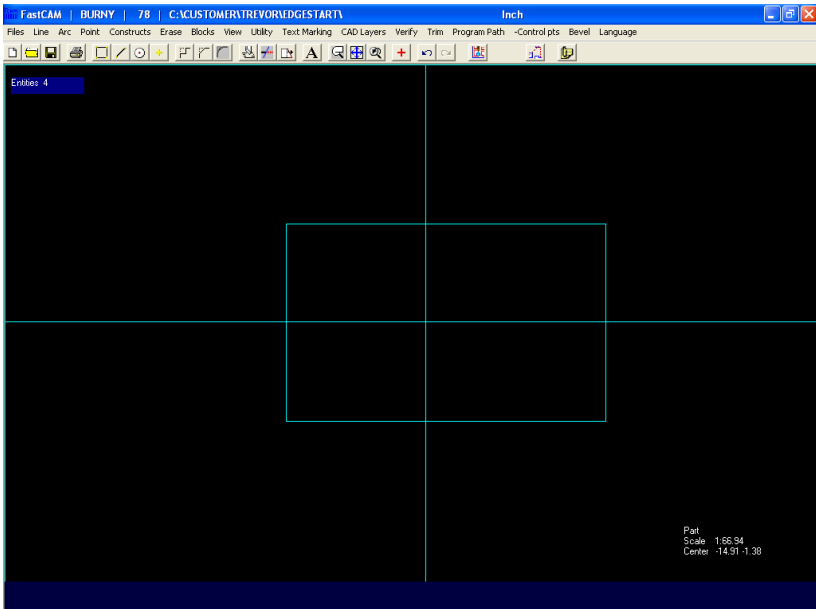 FastCAM | BURNY | 78 | C:\CUSTOMER\TREVOR\EDGESTART\ Inch
Files Line Arc Point Constructs Erase Blocks View Utility Text Marking CAD Layers Verify Trim Program Path -Control pts Bevel Language
A
Entities 4
Part
Scale 1:66.94
Center -14.91 -1.38